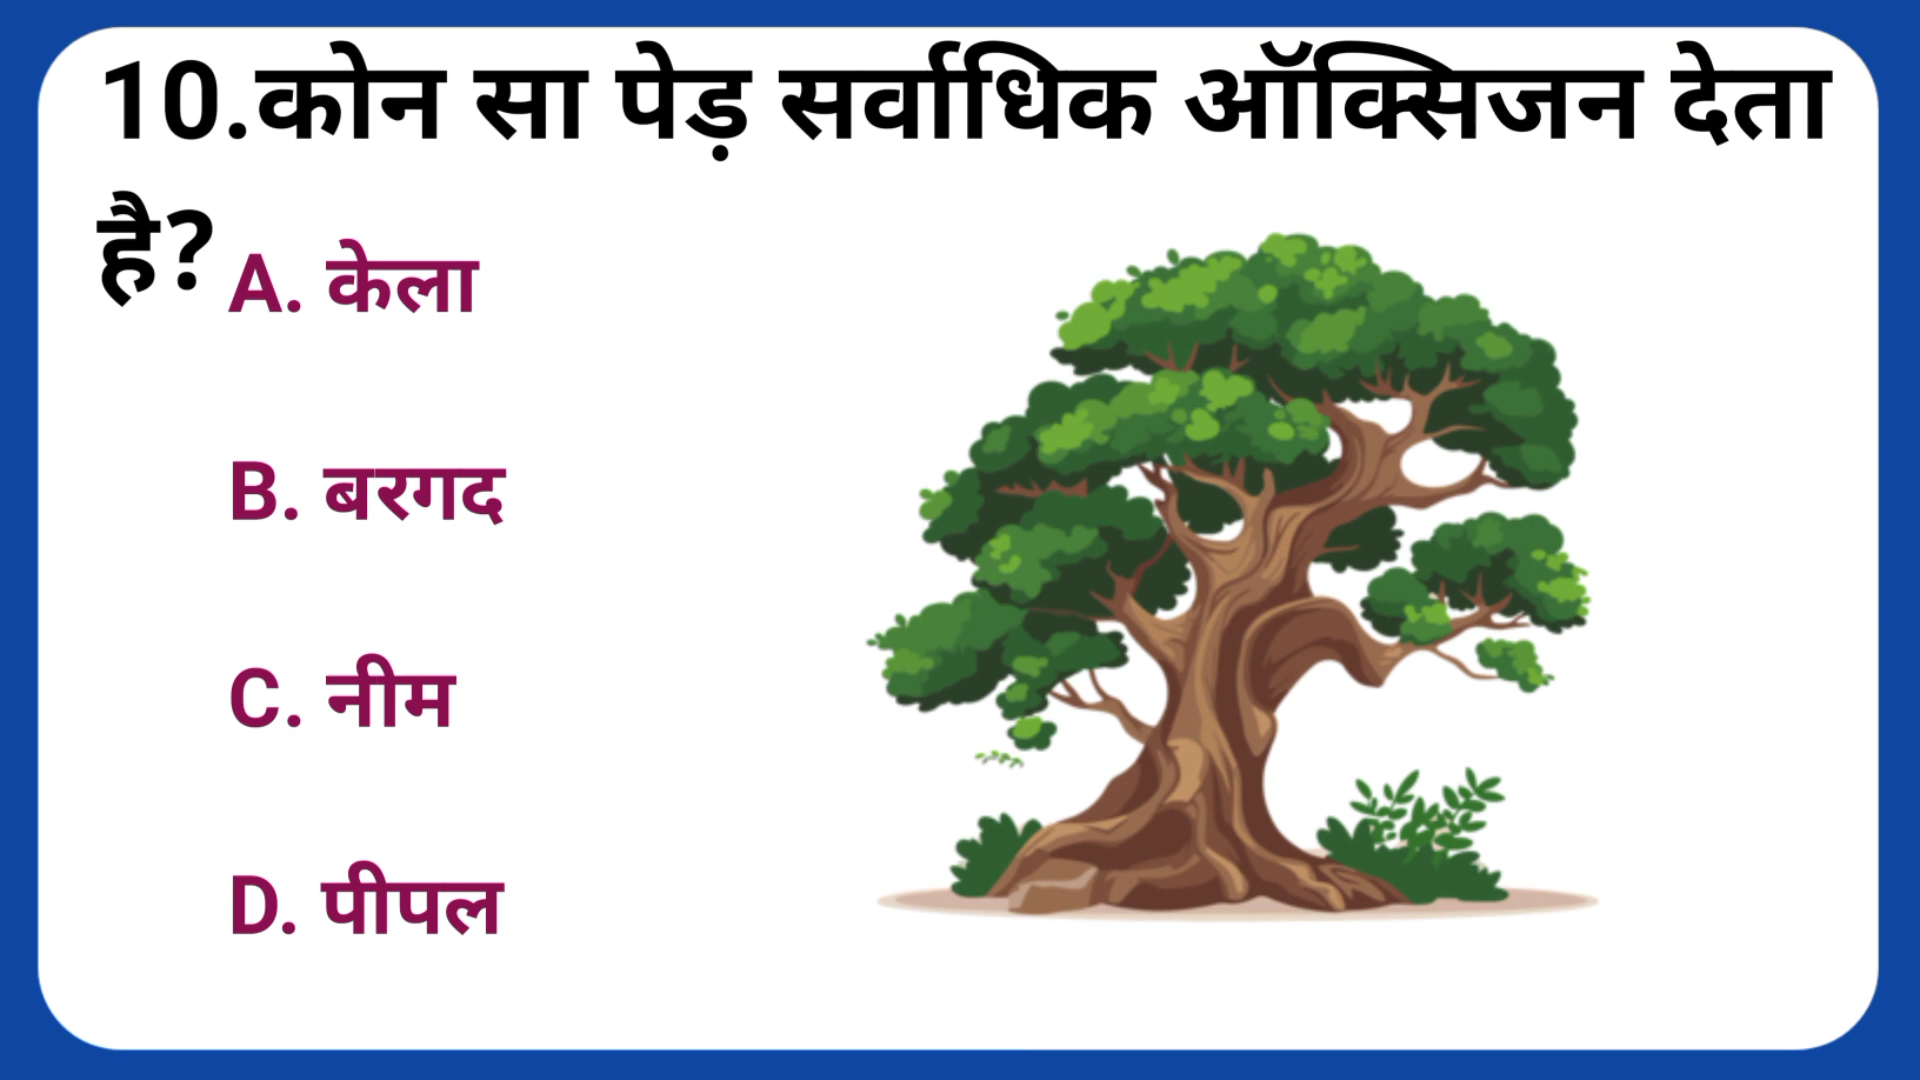 10.कोन सा पेड़ सर्वाधिक ऑक्सिजन देता
है?
A. केला
B. बरगद
C. नीम
D. पीपल